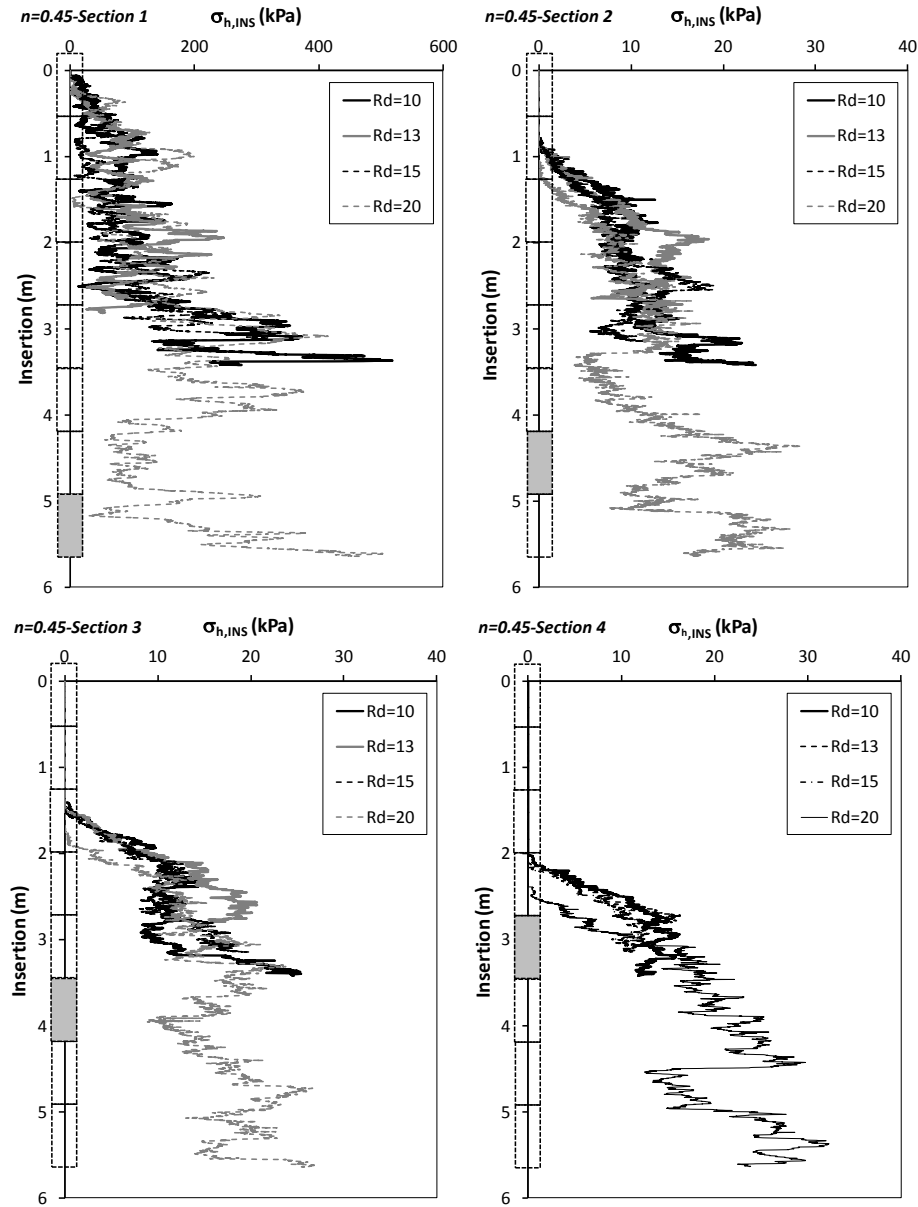 n=0.45-Section 1 σh,INS (kPa)
0 200 400 600
0
1
2
3
4
5
6
Insertion (m)
Rd=10
Rd=13
Rd=15
Rd=20
n=0.45-Section 2 σh,INS (kPa)
0 10 20 30 40
0
1
2
3
4
5
6
Insertion (m)
Rd=10
Rd=13
Rd=15
Rd=20
n=0.45-Section 3 σh,INS (kPa)
0 10 20 30 40
0
1
2
3
4
5
6
Insertion (m)
Rd=10
Rd=13
Rd=15
Rd=20
n=0.45-Section 4 σh,INS (kPa)
0 10 20 30 40
0
1
2
3
4
5
6
Insertion (m)
Rd=10
Rd=13
Rd=15
Rd=20